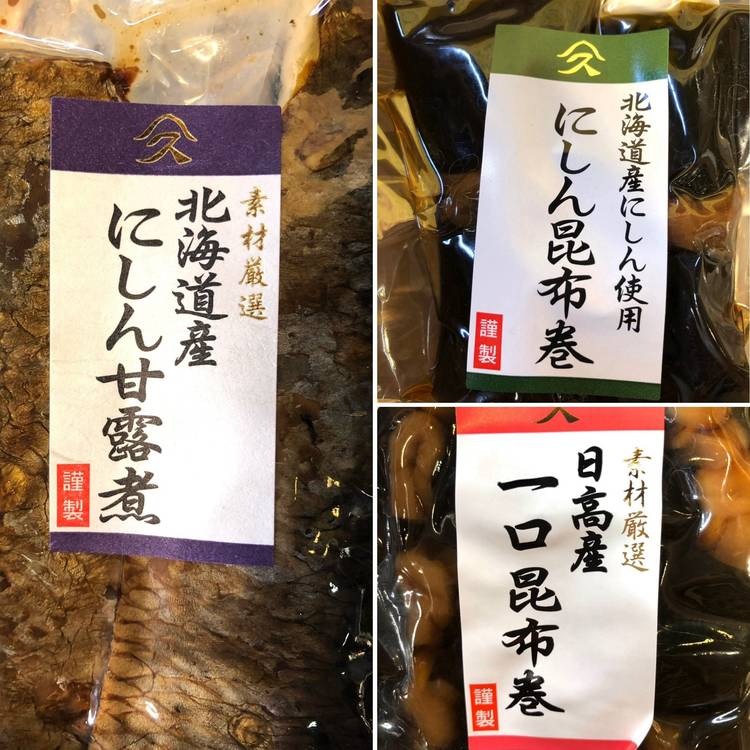 久
素材厳選
北海道産
にしん甘露煮
謹製
久
北海道産にしん使用
にしん昆布巻
謹製
素材厳選
日高産
一口昆布巻
謹製